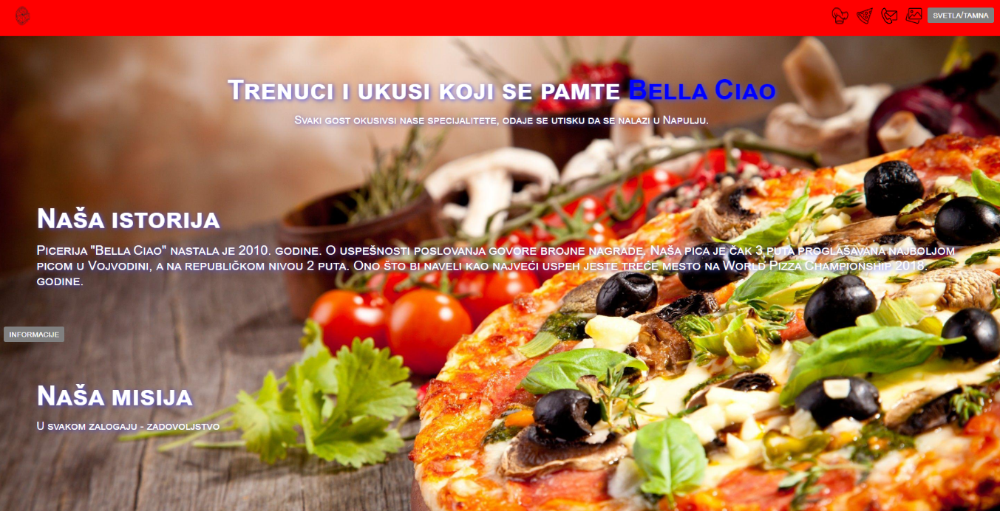 SVETLA/TAMNA
Trenuci i ukusi koji se pamte Bella Ciao
Svaki gost okusivsi nase specijalitete, odaje se utisku da se nalazi u Napulju.
Naša istorija
Picerija "Bella Ciao" nastala je 2010. godine. O uspešnosti poslovanja govore brojne nagrade. Naša pica je čak 3 puta proglašavana najboljom
picom u Vojvodini, a na republičkom nivou 2 puta. Ono što bi naveli kao najveći uspeh jeste treće mesto na World Pizza Championship 2018.
godine.
INFORMACIJE
Naša misija
U svakom zalogaju - zadovoljstvo